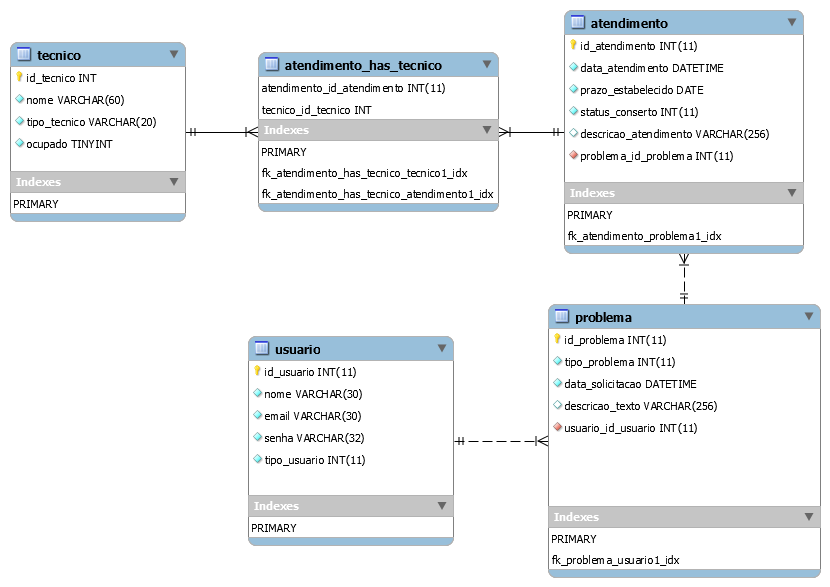 tecnico
id_tecnico INT
nome VARCHAR(60)
tipo_tecnico VARCHAR(20)
ocupado TINYINT
Indexes
PRIMARY
atendimento_has_tecnico
atendimento_id_atendimento INT(11)
tecnico_id_tecnico INT
Indexes
PRIMARY
fk_atendimento_has_tecnico_tecnico1_idx
fk_atendimento_has_tecnico_atendimento1_idx
atendimento
id_atendimento INT(11)
data_atendimento DATETIME
prazo_estabelecido DATE
status_conserto INT(11)
descricao_atendimento VARCHAR(256)
problema_id_problema INT(11)
Indexes
PRIMARY
fk_atendimento_problema1_idx
usuario
id_usuario INT(11)
nome VARCHAR(30)
email VARCHAR(30)
senha VARCHAR(32)
tipo_usuario INT(11)
Indexes
PRIMARY
problema
id_problema INT(11)
tipo_problema INT(11)
data_solicitacao DATETIME
descricao_texto VARCHAR(256)
usuario_id_usuario INT(11)
Indexes
PRIMARY
fk_problema_usuario1_idx